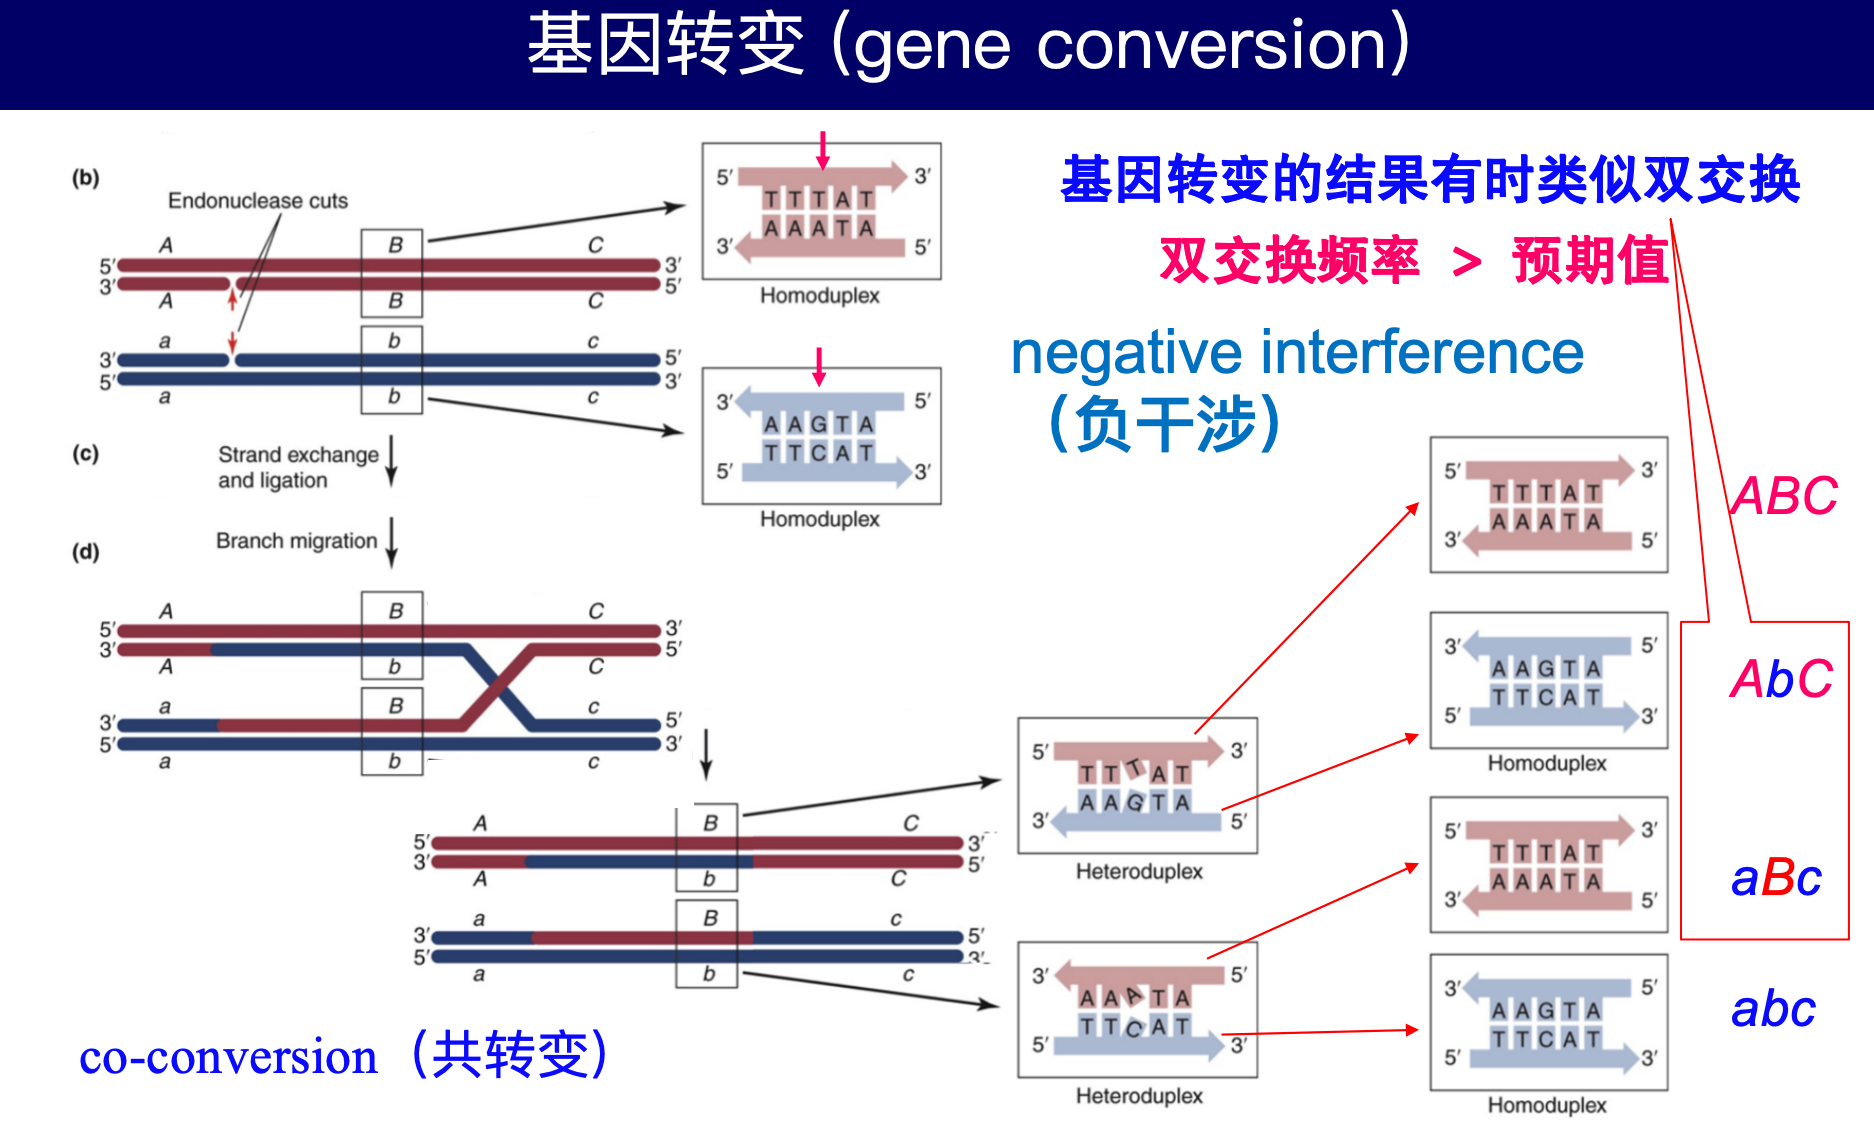 基因转变 (gene conversion)
(b)
Endonuclease cuts
A B C
5′ 3′
3′ 5′
A B C
a b c
3′ 5′
5′ 3′
a b c
5′ 3′
T T T A T
A A A T A
3′ 5′
Homoduplex
3′ 5′
A A G T A
T T C A T
5′ 3′
Homoduplex
基因转变的结果有时类似双交换
双交换频率 > 预期值
negative interference
（负干涉）
(c)
Strand exchange
and ligation
Branch migration
(d)
A B C
5′ 3′
3′ 5′
A b C
a B c
3′ 5′
5′ 3′
a b c
A B C
5′ 3′
3′ 5′
A b C
a B c
3′ 5′
5′ 3′
a b c
5′ 3′
T T T A T
A A G T A
3′ 5′
Heteroduplex
3′ 5′
A A A T A
T T C A T
5′ 3′
Heteroduplex
5′ 3′
T T T A T
A A A T A
3′ 5′
ABC
3′ 5′
A A G T A
T T C A T
5′ 3′
Homoduplex
AbC
5′ 3′
T T T A T
A A A T A
3′ 5′
aBc
3′ 5′
A A G T A
T T C A T
5′ 3′
Homoduplex
abc
co-conversion（共转变）